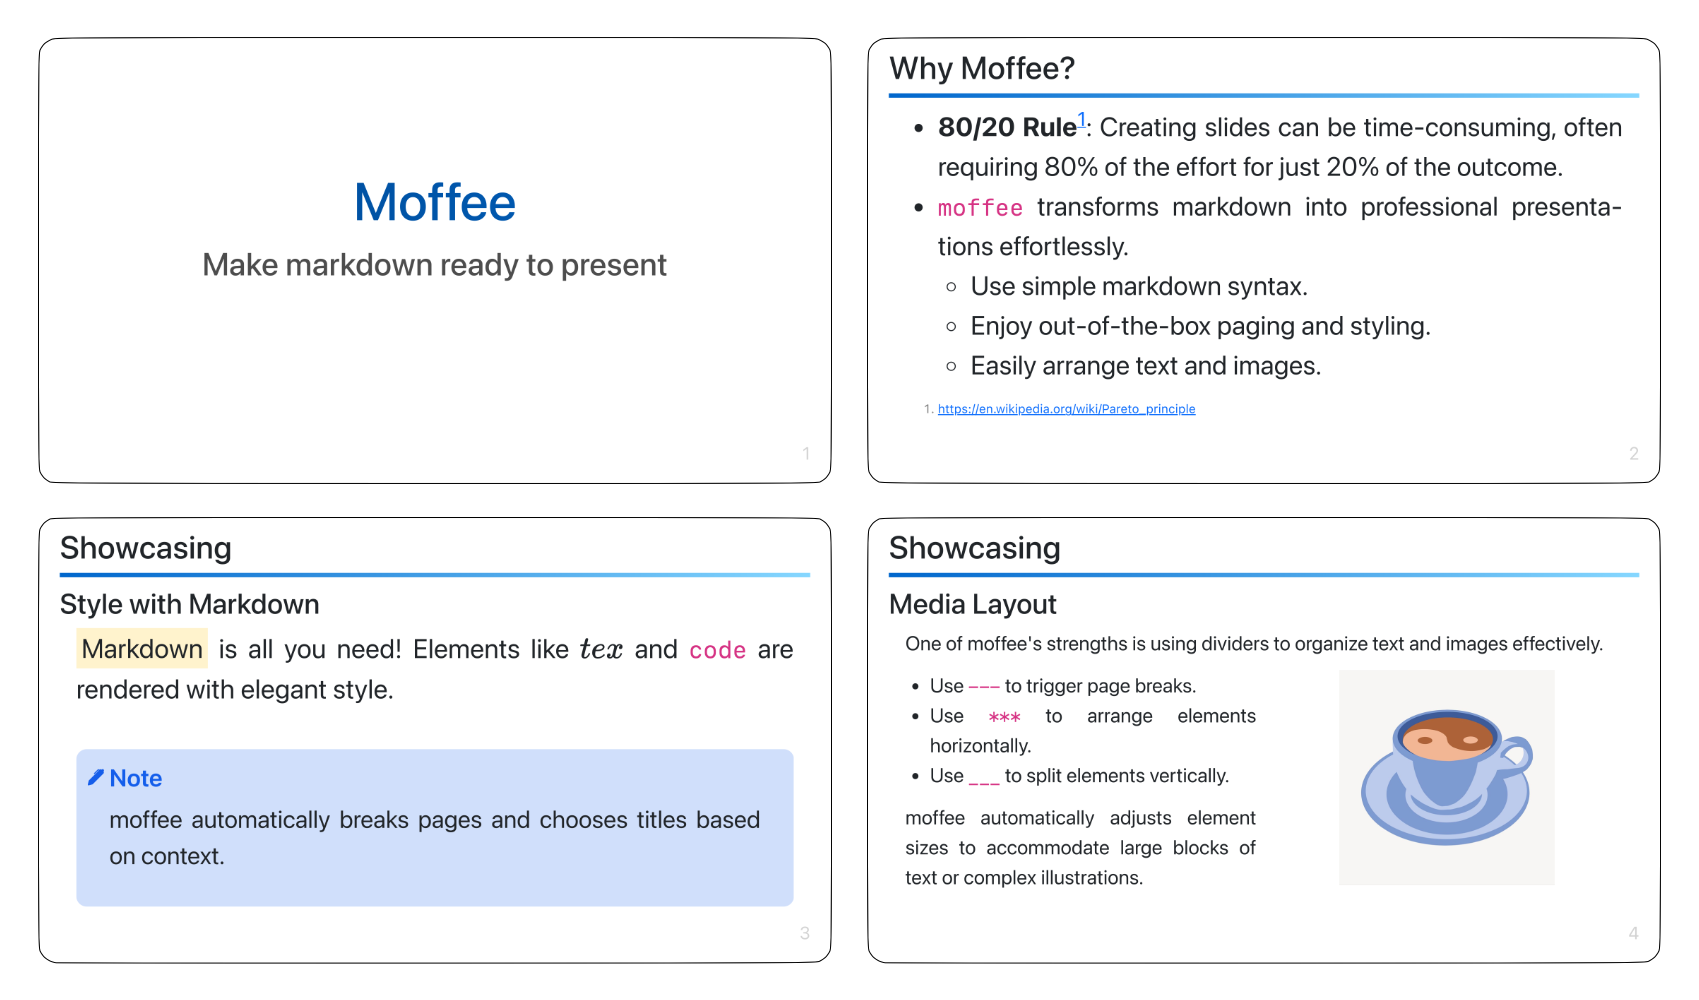 Moffee
Make markdown ready to present
1
Why Moffee?
• 80/20 Rule1: Creating slides can be time-consuming, often
requiring 80% of the effort for just 20% of the outcome.
• moffee transforms markdown into professional presenta-
tions effortlessly.
◦ Use simple markdown syntax.
◦ Enjoy out-of-the-box paging and styling.
◦ Easily arrange text and images.
1. https://en.wikipedia.org/wiki/Pareto_principle
2
Showcasing
Style with Markdown
Markdown is all you need! Elements like tex and code are
rendered with elegant style.
Note
moffee automatically breaks pages and chooses titles based
on context.
3
Showcasing
Media Layout
One of moffee's strengths is using dividers to organize text and images effectively.
• Use --- to trigger page breaks.
• Use *** to arrange elements
horizontally.
• Use ___ to split elements vertically.
moffee automatically adjusts element
sizes to accommodate large blocks of
text or complex illustrations.
4